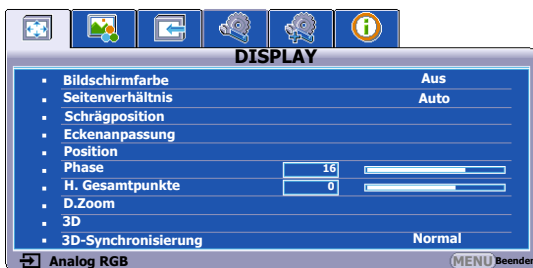 DISPLAY
Bildschirmfarbe Aus
Seitenverhältnis Auto
Schrägposition
Eckenanpassung
Position
Phase 16
H. Gesamtpunkte 0
D.Zoom
3D
3D-Synchronisierung Normal
Analog RGB MENU Beenden